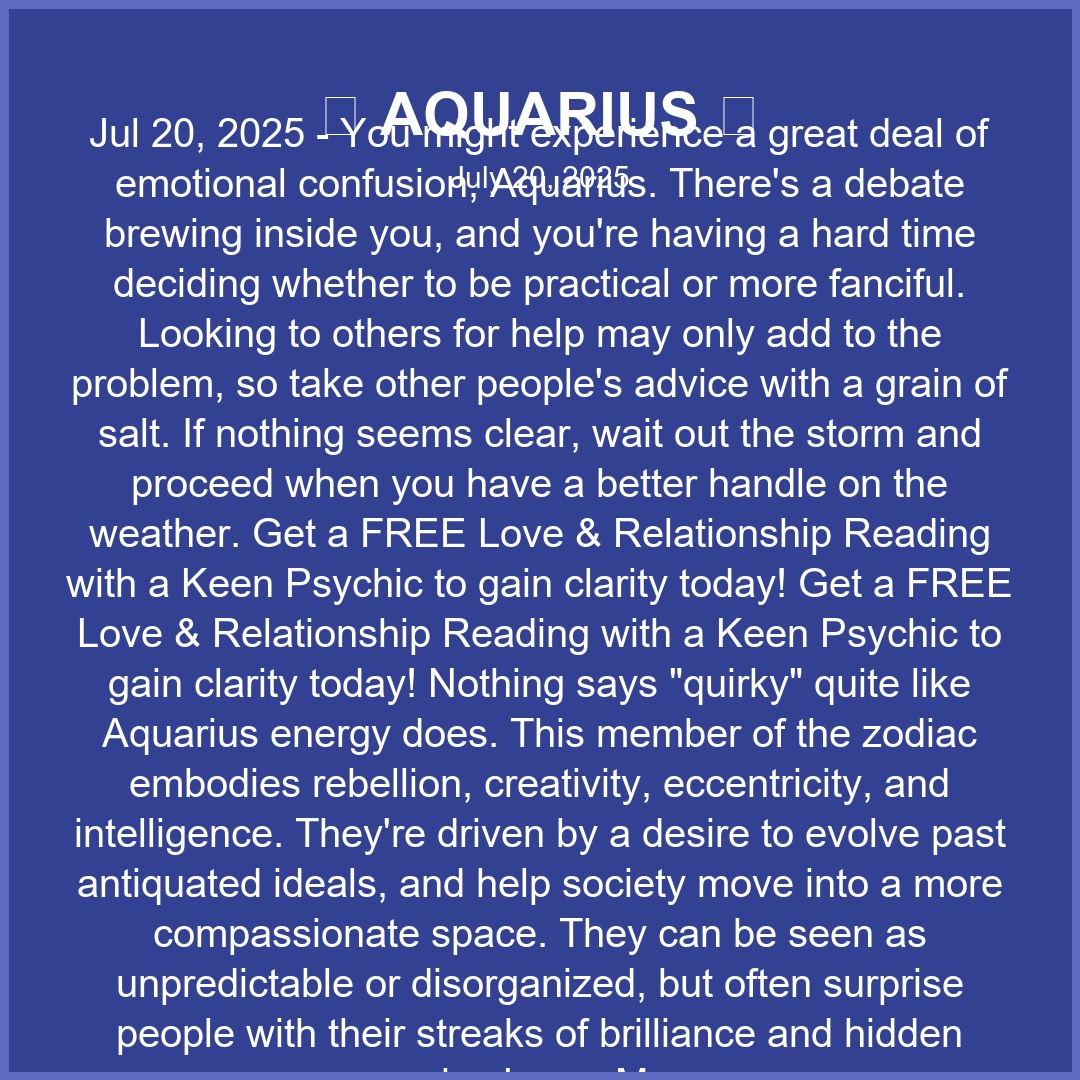 AQUARIUS
Jul 20, 2025 - You might experience a great deal of
July 20, 2025
emotional confusion, Aquarius. There's a debate
brewing inside you, and you're having a hard time
deciding whether to be practical or more fanciful.
Looking to others for help may only add to the
problem, so take other people's advice with a grain of
salt. If nothing seems clear, wait out the storm and
proceed when you have a better handle on the
weather. Get a FREE Love & Relationship Reading
with a Keen Psychic to gain clarity today! Get a FREE
Love & Relationship Reading with a Keen Psychic to
gain clarity today! Nothing says "quirky" quite like
Aquarius energy does. This member of the zodiac
embodies rebellion, creativity, eccentricity, and
intelligence. They're driven by a desire to evolve past
antiquated ideals, and help society move into a more
compassionate space. They can be seen as
unpredictable or disorganized, but often surprise
people with their streaks of brilliance and hidden